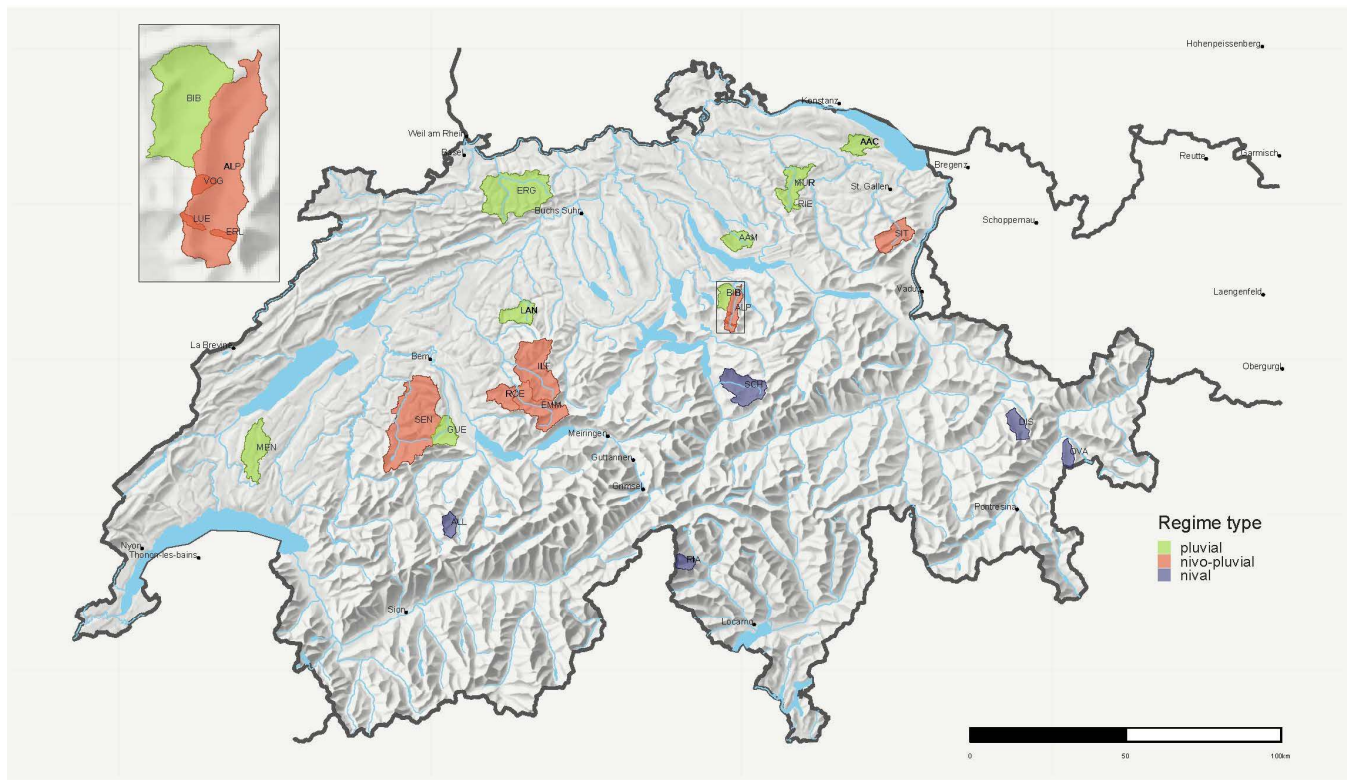 Hohenpeissenberg
BIB
ALP
VOG
LUE
ERL
Konstanz
Weil am Rhein
Basel
AAC
Bregenz
Reutte
Garmisch
ERG
MUR
RIE
St. Gallen
Buchs Suhr
Schoppernau
AAM
SIT
BIB
ALP
Vaduz
Laengenfeld
LAN
La Brevine
Bern
ILF
Obergurgl
ROE
EMM
SCH
SEN
GUE
MEN
Meiringen
DIS
Guttannen
OVA
Grimsel
ALL
Pontresina
Nyon
Thonon-les-bains
RIA
Sion
Locarno
Regime type
pluvial
nivo-pluvial
nival
0
50
100km